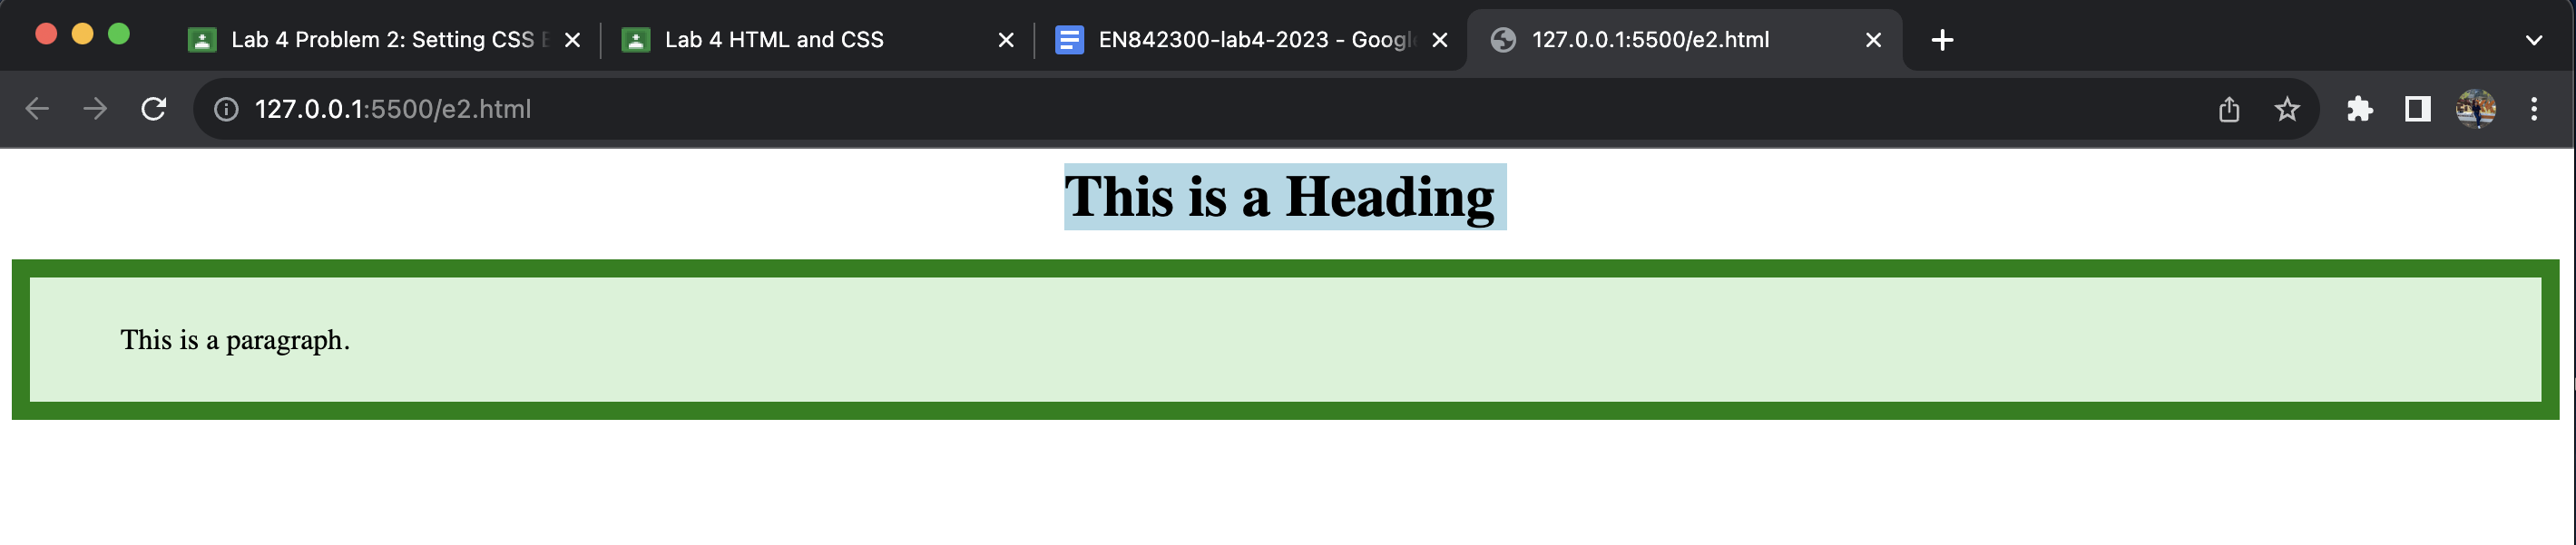 Lab 4 Problem 2: Setting CSS
Lab 4 HTML and CSS
EN842300-lab4-2023 - Google
127.0.0.1:5500/e2.html
127.0.0.1:5500/e2.html
This is a Heading
This is a paragraph.